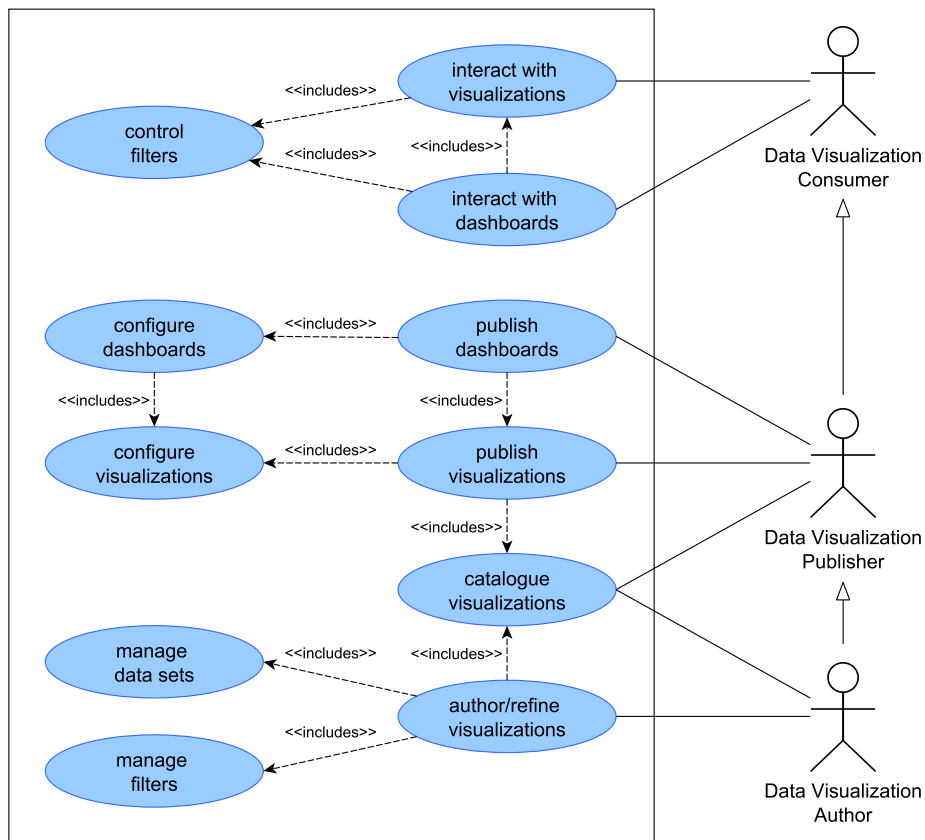 interact with
visualizations
<<includes>>
control
filters
<<includes>>
<<includes>>
interact with
dashboards
Data Visualization
Consumer
configure
dashboards
<<includes>>
publish
dashboards
<<includes>>
<<includes>
configure
visualizations
<<includes>>
publish
visualizations
Data Visualization
Publisher
<<includes>>
catalogue
visualizations
manage
data sets
<<includes>>
<<includes>>
author/refine
visualizations
<<includes>>
manage
filters
Data Visualization
Author